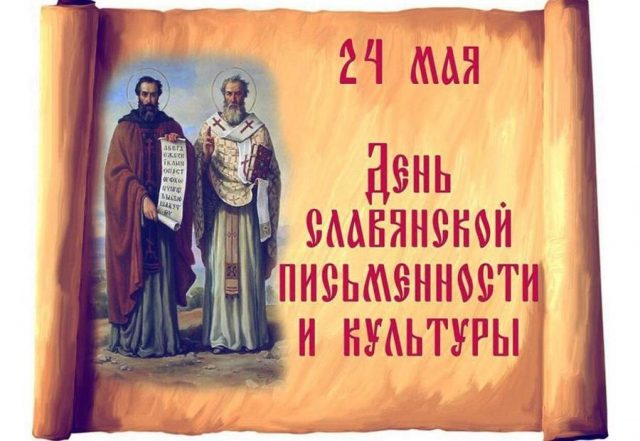 24 мая
День
славянской
письменности
и культуры